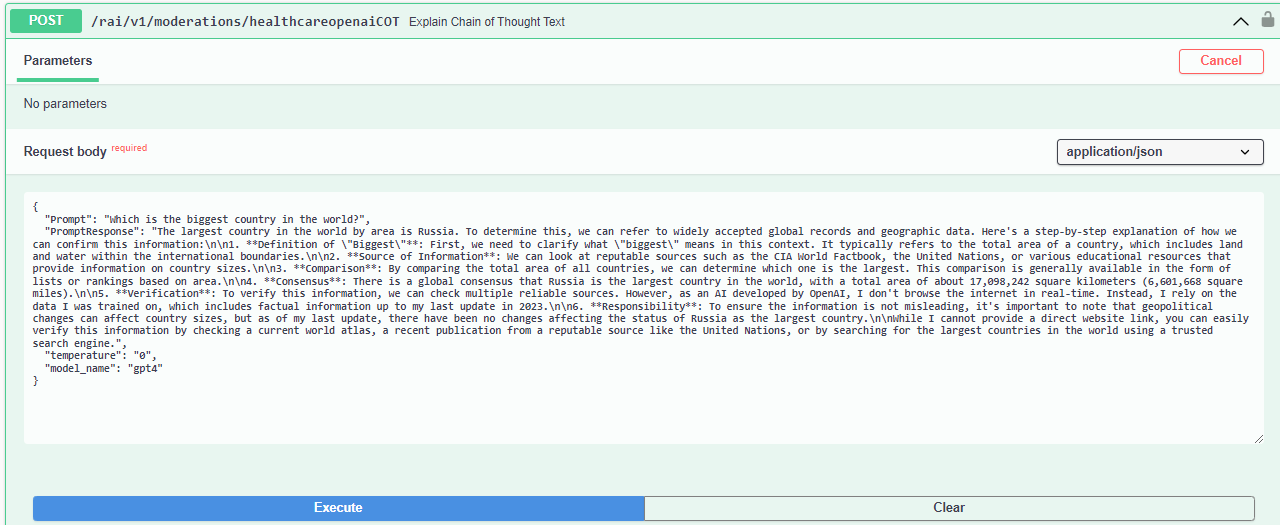 POST /rai/v1/moderations/healthcareopenaiCOT Explain Chain of Thought Text
Parameters
Cancel
No parameters
Request body required
application/json
{
  "Prompt": "Which is the biggest country in the world?",
  "PromptResponse": "The largest country in the world by area is Russia. To determine this, we can refer to widely accepted global records and geographic data. Here's a step-by-step explanation of how we
can confirm this information:\n\n1. **Definition of \"Biggest\"**: First, we need to clarify what \"biggest\" means in this context. It typically refers to the total area of a country, which includes land
and water within the international boundaries.\n\n2. **Source of Information**: We can look at reputable sources such as the CIA World Factbook, the United Nations, or various educational resources that
provide information on country sizes.\n\n3. **Comparison**: By comparing the total area of all countries, we can determine which one is the largest. This comparison is generally available in the form of
lists or rankings based on area.\n\n4. **Consensus**: There is a global consensus that Russia is the largest country in the world, with a total area of about 17,098,242 square kilometers (6,601,668 square
miles).\n\n5. **Verification**: To verify this information, we can check multiple reliable sources. However, as an AI developed by OpenAI, I don't browse the internet in real-time. Instead, I rely on the
data I was trained on, which includes factual information up to my last update in 2023.\n\n6. **Responsibility**: To ensure the information is not misleading, it's important to note that geopolitical
changes can affect country sizes, but as of my last update, there have been no changes affecting the status of Russia as the largest country.\n\nWhile I cannot provide a direct website link, you can easily
verify this information by checking a current world atlas, a recent publication from a reputable source like the United Nations, or by searching for the largest countries in the world using a trusted
search engine.",
  "temperature": "0",
  "model_name": "gpt4"
}
Execute
Clear